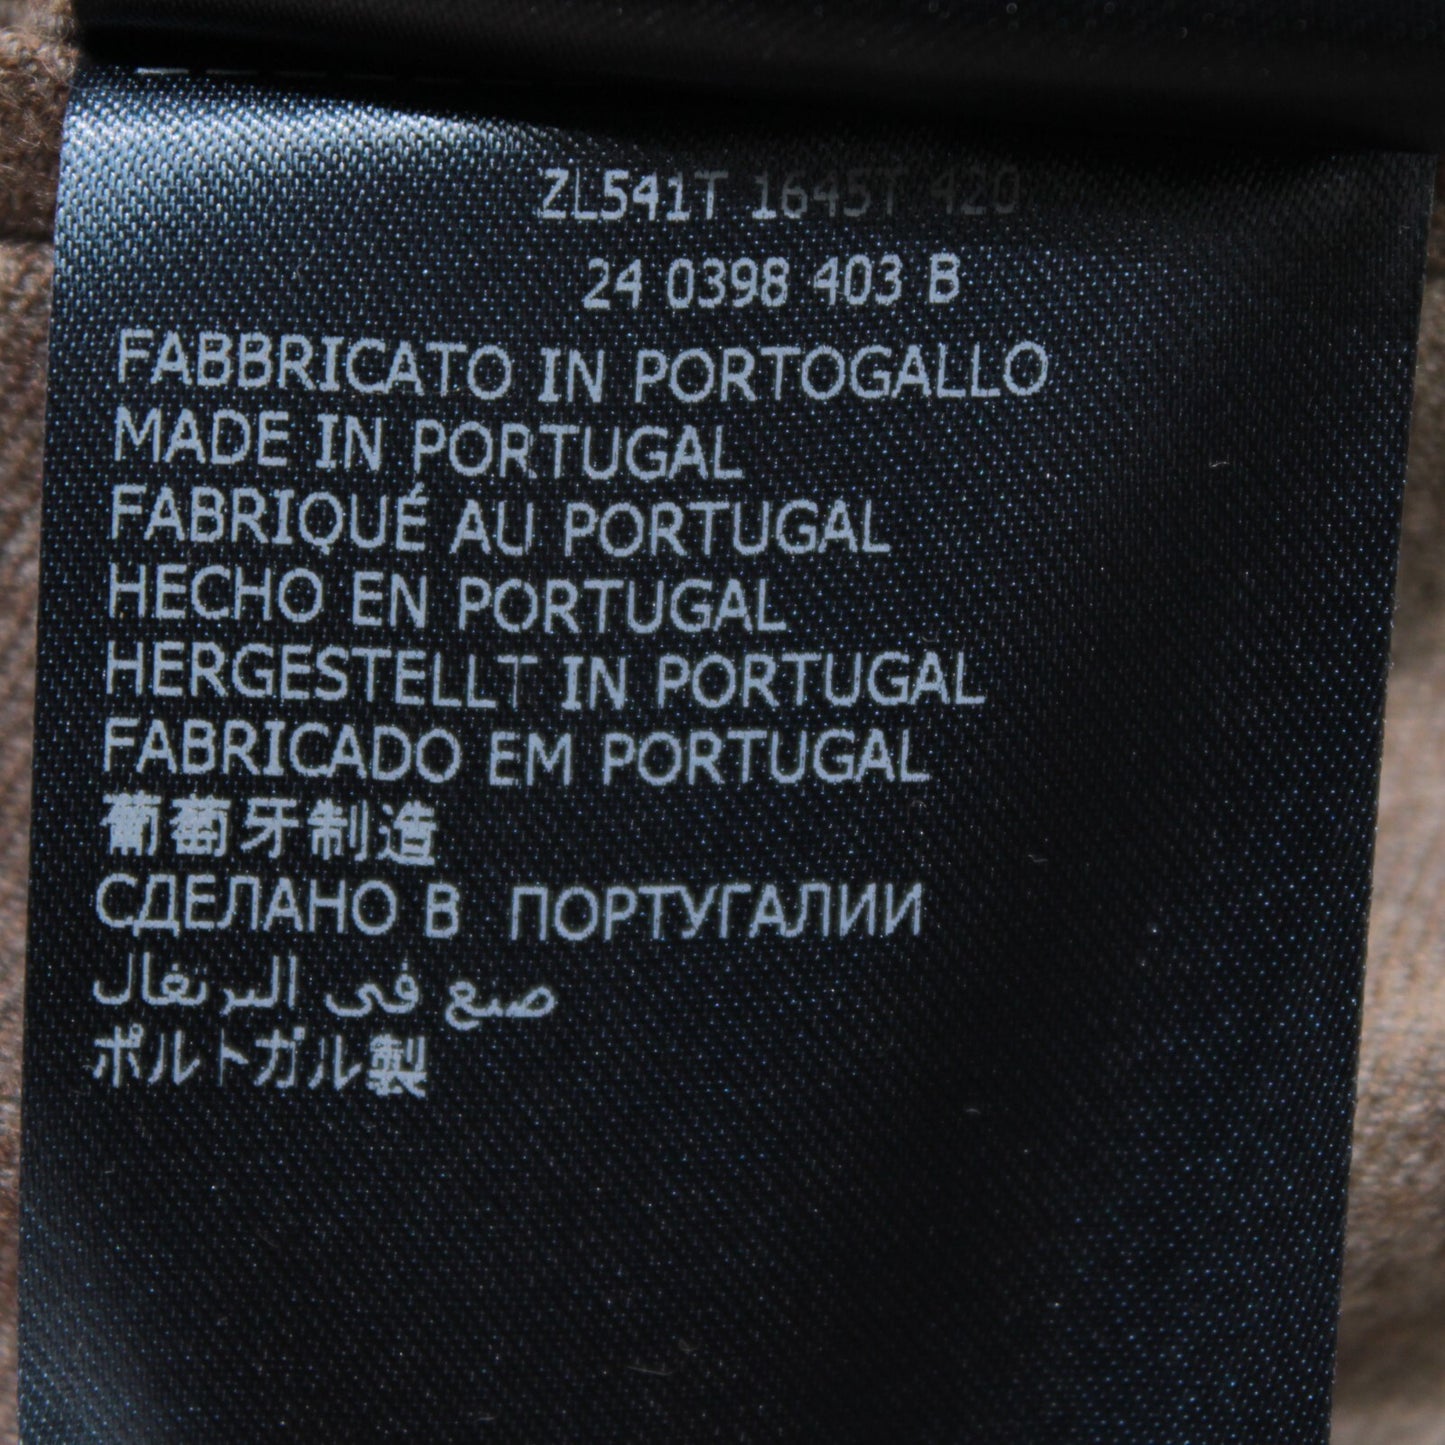 ZL541T 1645T 420
24 0398 403 B
FABBRICATO IN PORTOGALLO
MADE IN PORTUGAL
FABRIQUÉ AU PORTUGAL
HECHO EN PORTUGAL
HERGESTELLT IN PORTUGAL
FABRICADO EM PORTUGAL
葡萄牙制造
СДЕЛАНО В ПОРТУГАЛИИ
صنع في البرتغال
ポルトガル製